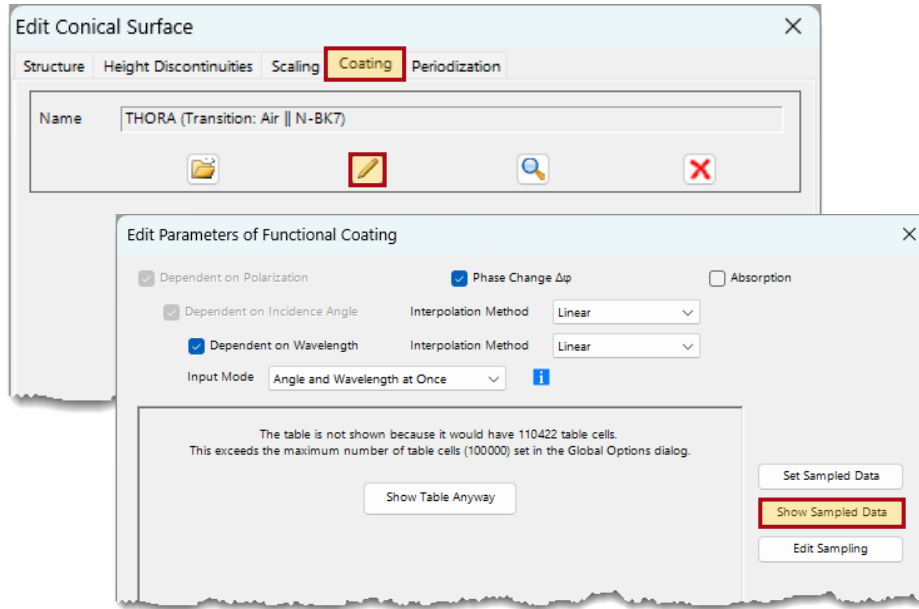 Edit Conical Surface
Structure Height Discontinuities Scaling Coating Periodization
Name THORA (Transition: Air || N-BK7)
Edit Parameters of Functional Coating
Dependent on Polarization Phase Change Δφ Absorption
Dependent on Incidence Angle Interpolation Method Linear
Dependent on Wavelength Interpolation Method Linear
Input Mode Angle and Wavelength at Once i
The table is not shown because it would have 110422 table cells.
This exceeds the maximum number of table cells (100000) set in the Global Options dialog.
Show Table Anyway
Set Sampled Data
Show Sampled Data
Edit Sampling